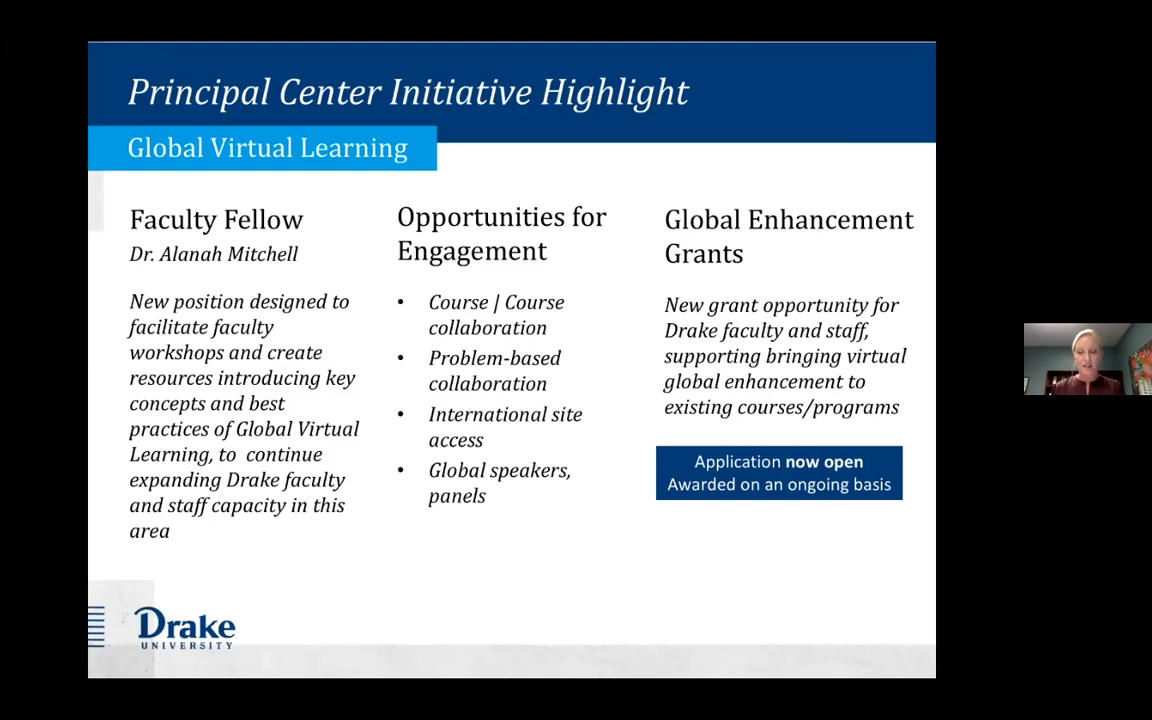 Principal Center Initiative Highlight
Global Virtual Learning
Faculty Fellow
Dr. Alanah Mitchell
New position designed to
facilitate faculty
workshops and create
resources introducing key
concepts and best
practices of Global Virtual
Learning, to  continue
expanding Drake faculty
and staff capacity in this
area
Opportunities for
Engagement
• Course | Course
collaboration
• Problem-based
collaboration
• International site
access
• Global speakers,
panels
Global Enhancement
Grants
New grant opportunity for
Drake faculty and staff,
supporting bringing virtual
global enhancement to
existing courses/programs
Application now open
Awarded on an ongoing basis
Drake
UNIVERSITY